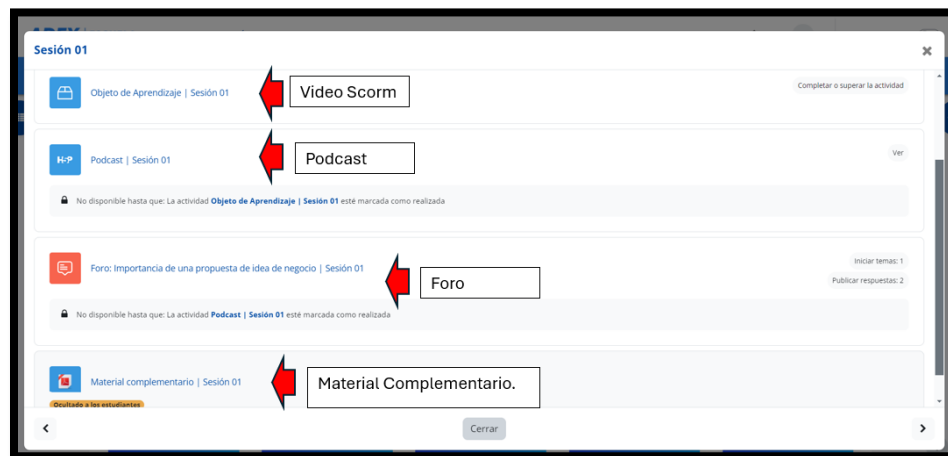 Sesión 01
Objeto de Aprendizaje | Sesión 01
Video Scorm
Completar o superar la actividad
H5P
Podcast | Sesión 01
Podcast
Ver
No disponible hasta que: La actividad Objeto de Aprendizaje | Sesión 01 esté marcada como realizada
Foro: Importancia de una propuesta de idea de negocio | Sesión 01
Foro
Iniciar temas: 1
Publicar respuestas: 2
No disponible hasta que: La actividad Podcast | Sesión 01 esté marcada como realizada
Material complementario | Sesión 01
Material Complementario.
Ocultado a los estudiantes
Cerrar